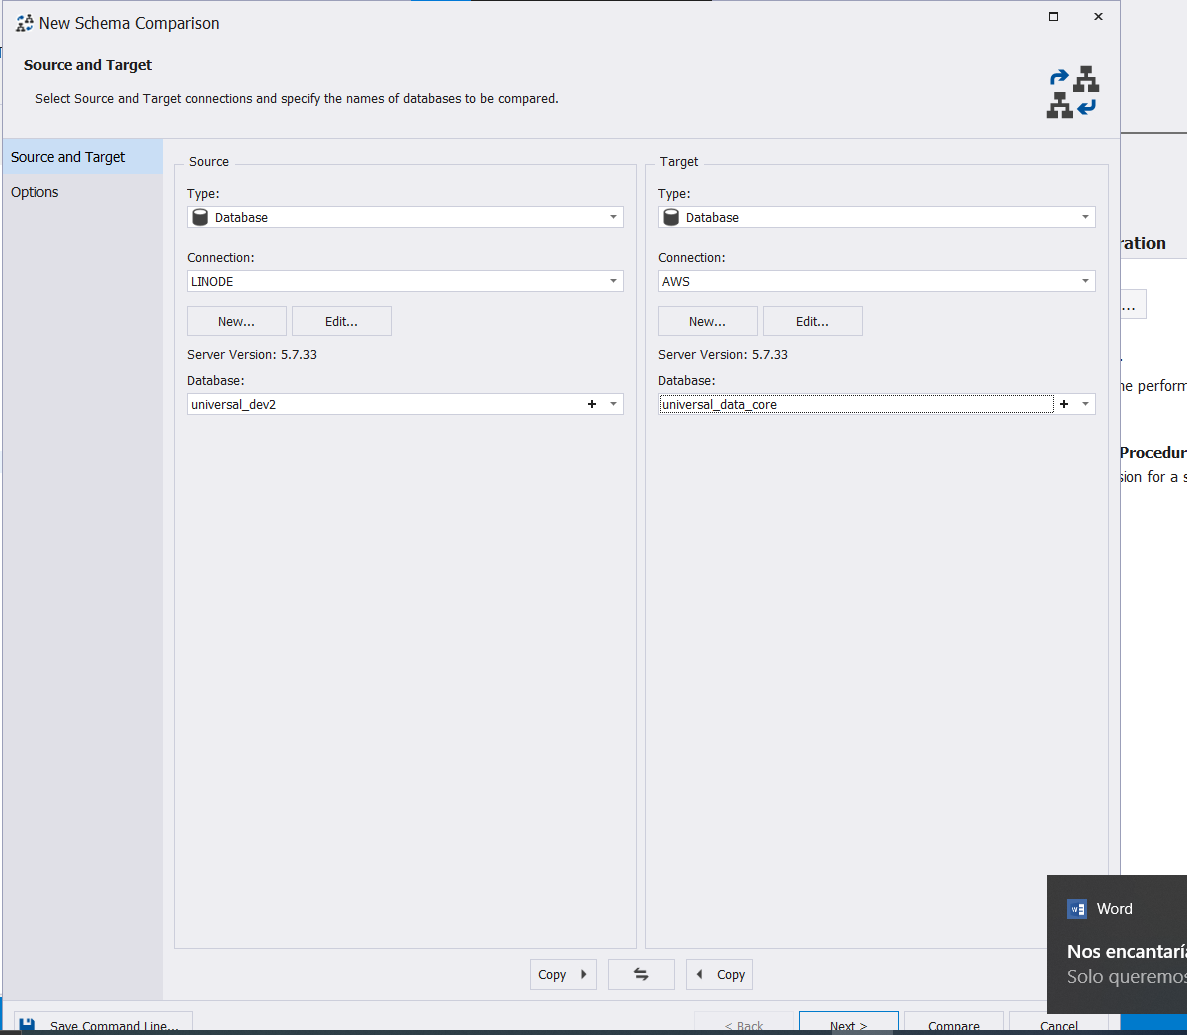 New Schema Comparison
Source and Target
Select Source and Target connections and specify the names of databases to be compared.
Source and Target
Options
Source
Type:
Database
Connection:
LINODE
New...
Edit...
Server Version: 5.7.33
Database:
universal_dev2
Target
Type:
Database
Connection:
AWS
New...
Edit...
Server Version: 5.7.33
Database:
universal_data_core
Copy
Copy
Save Command Line...
< Back
Next >
Compare
Cancel
ration
...
ne perform
Procedur
sion for a s
Word
Nos encantaría
Solo queremos